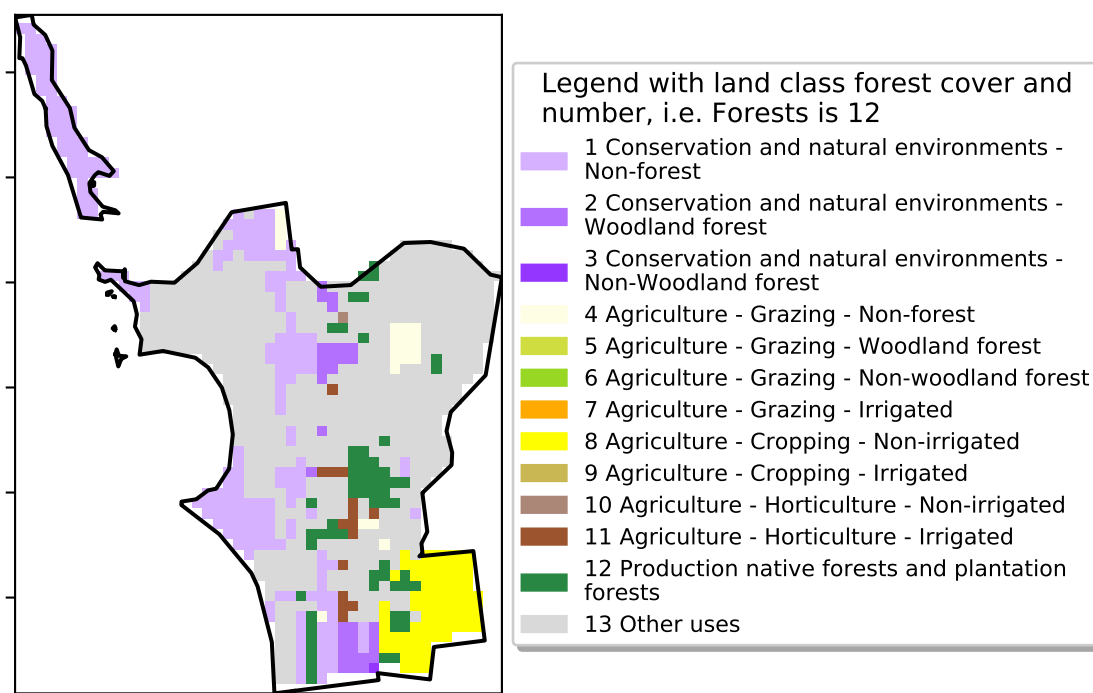 Legend with land class forest cover and
number, i.e. Forests is 12
1 Conservation and natural environments -
Non-forest
2 Conservation and natural environments -
Woodland forest
3 Conservation and natural environments -
Non-Woodland forest
4 Agriculture - Grazing - Non-forest
5 Agriculture - Grazing - Woodland forest
6 Agriculture - Grazing - Non-woodland forest
7 Agriculture - Grazing - Irrigated
8 Agriculture - Cropping - Non-irrigated
9 Agriculture - Cropping - Irrigated
10 Agriculture - Horticulture - Non-irrigated
11 Agriculture - Horticulture - Irrigated
12 Production native forests and plantation
forests
13 Other uses